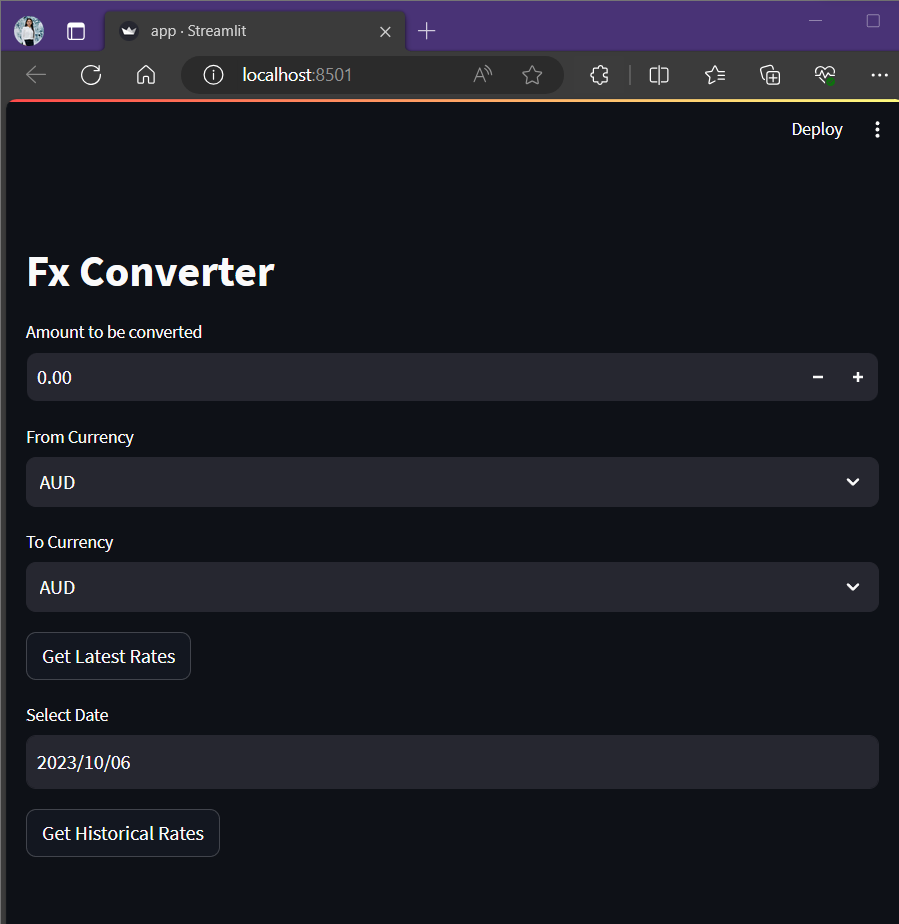 app · Streamlit
localhost:8501
Deploy
Fx Converter
Amount to be converted
0.00
From Currency
AUD
To Currency
AUD
Get Latest Rates
Select Date
2023/10/06
Get Historical Rates